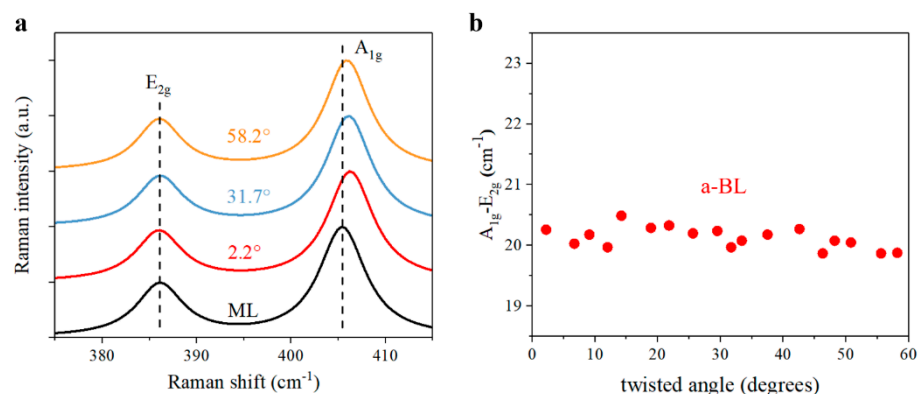 a
Raman intensity (a.u.)
E2g
A1g
58.2°
31.7°
2.2°
ML
380
390
400
410
Raman shift (cm-1)
b
A1g-E2g (cm-1)
23
22
21
20
19
a-BL
0
10
20
30
40
50
60
twisted angle (degrees)